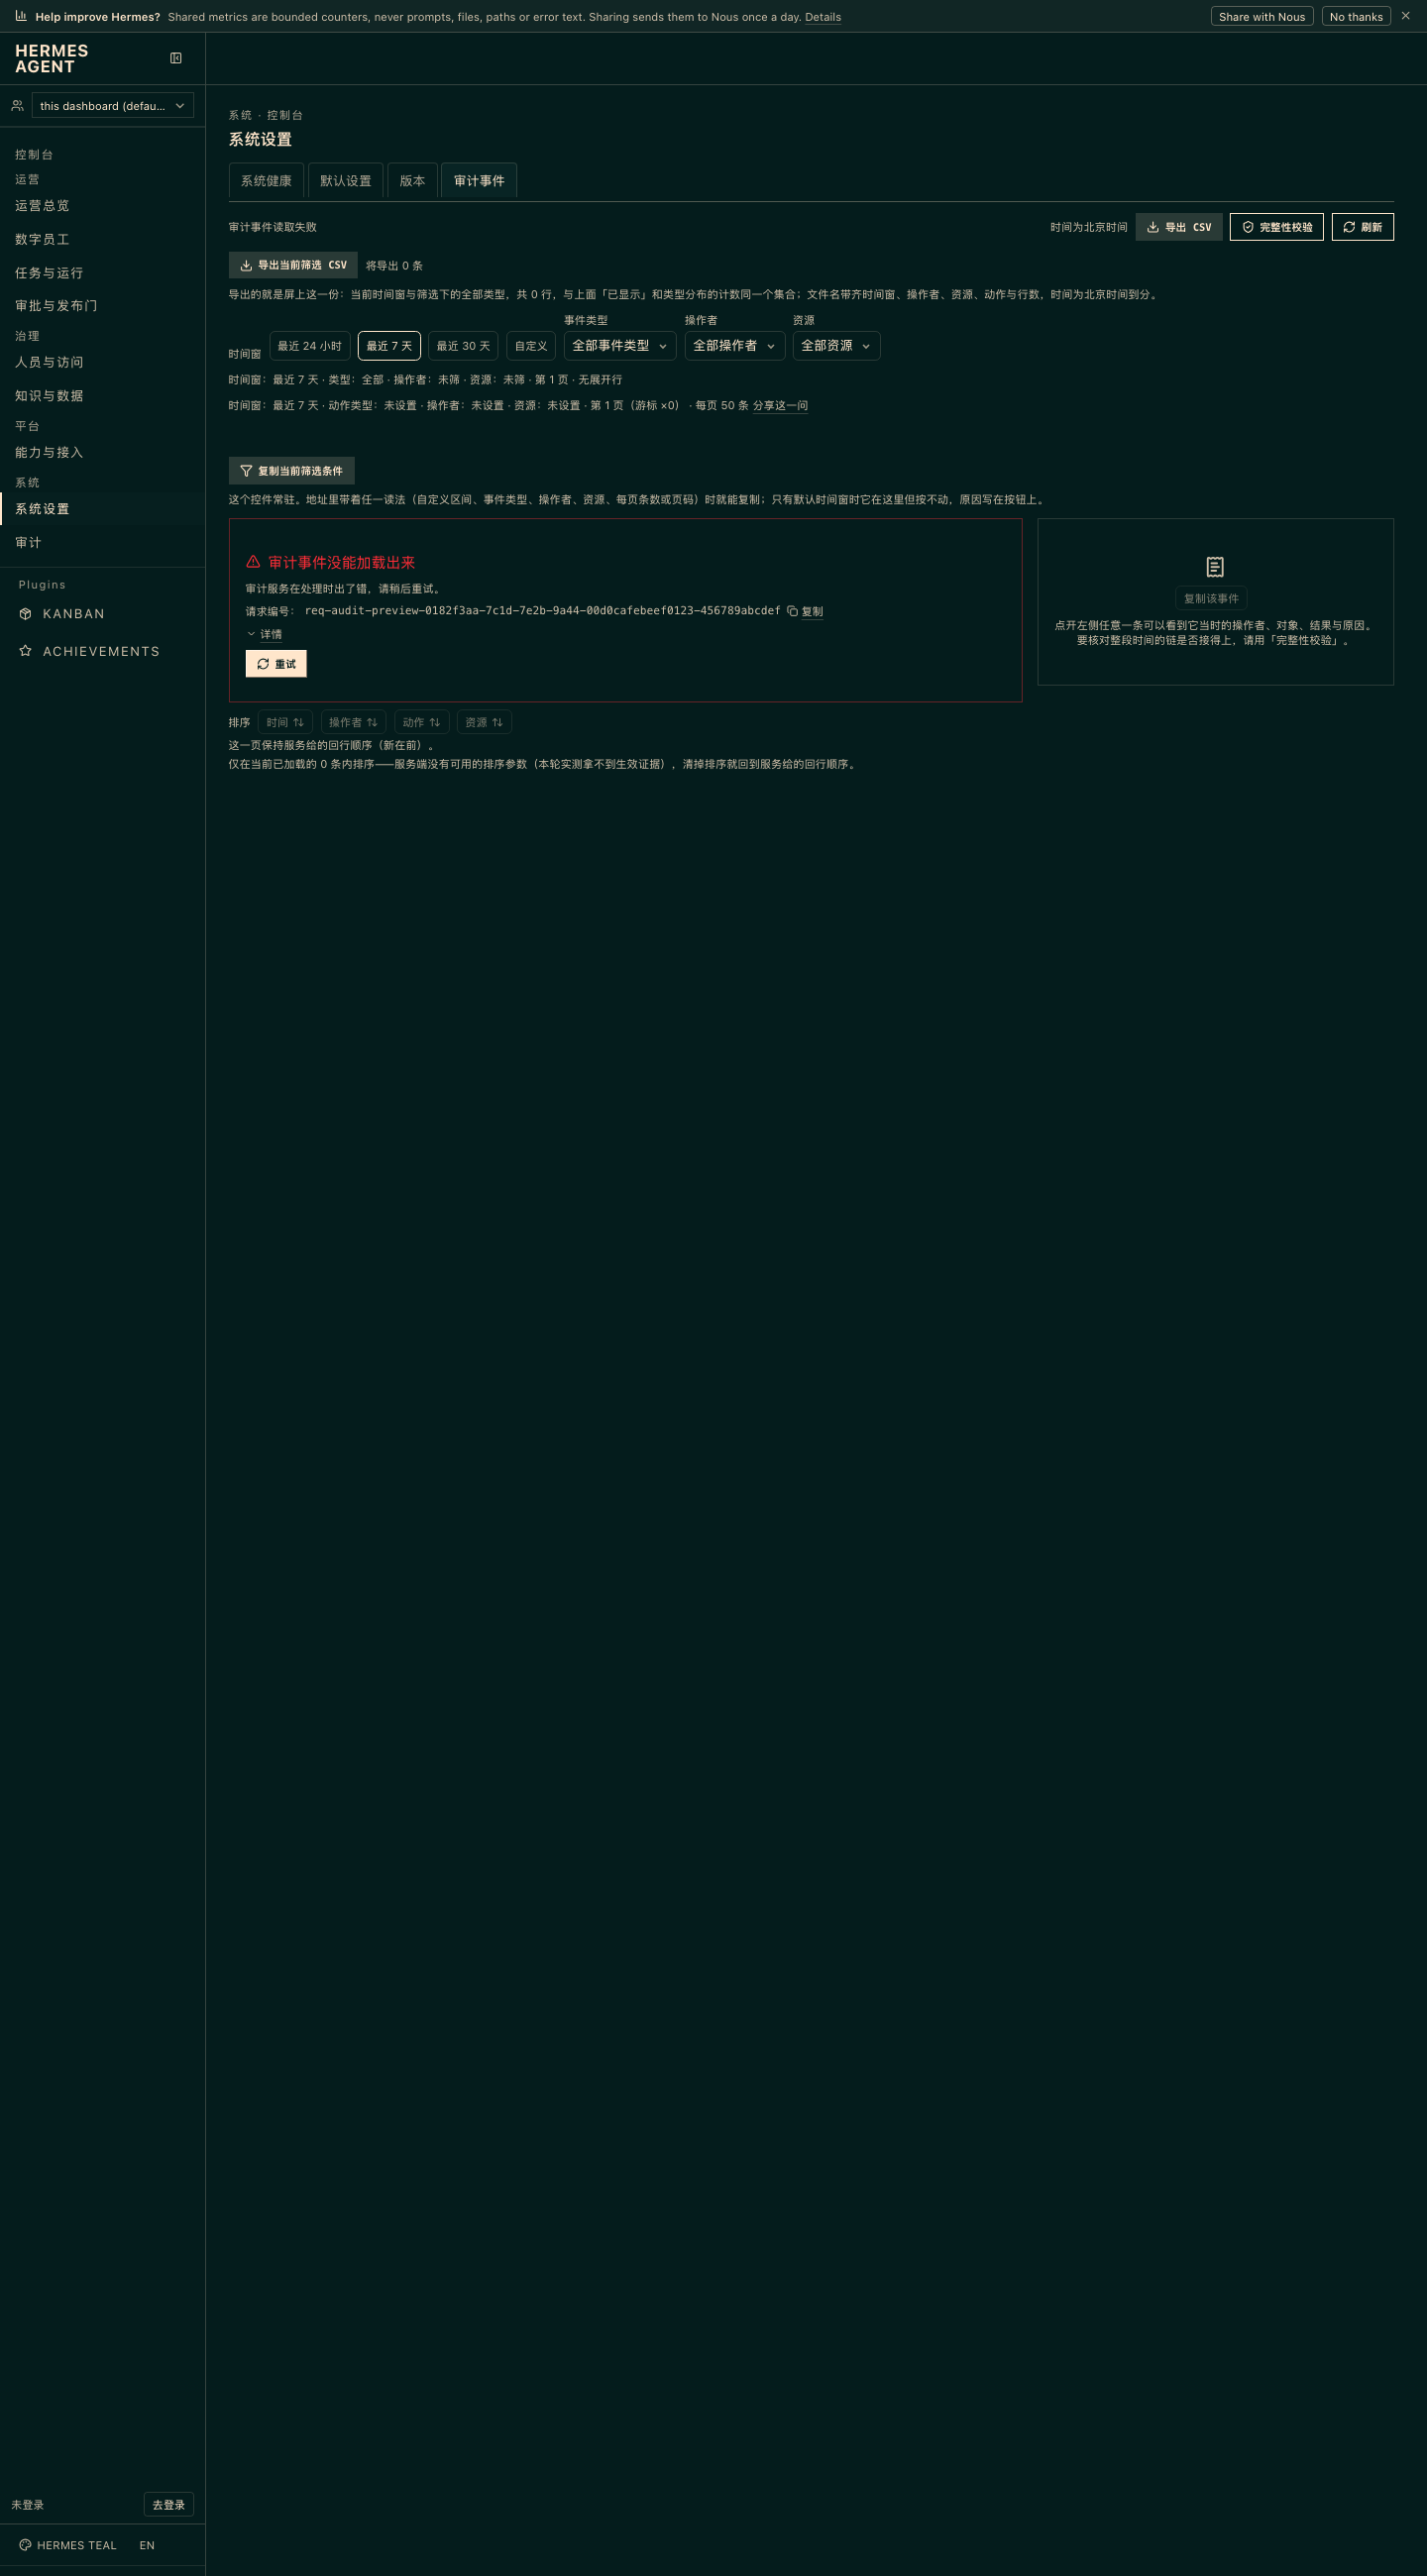 Help improve Hermes? Shared metrics are bounded counters, never prompts, files, paths or error text. Sharing sends them to Nous once a day. Details
Share with Nous
No thanks
HERMES
AGENT
this dashboard (defau...
控制台
运营
运营总览
数字员工
任务与运行
审批与发布门
治理
人员与访问
知识与数据
平台
能力与接入
系统
系统设置
审计
Plugins
KANBAN
ACHIEVEMENTS
未登录
去登录
HERMES TEAL
EN
系统 · 控制台
系统设置
系统健康
默认设置
版本
审计事件
审计事件读取失败
时间为北京时间
导出 CSV
完整性校验
刷新
导出当前筛选 CSV
将导出 0 条
导出的就是屏上这一份：当前时间窗与筛选下的全部类型，共 0 行，与上面「已显示」和类型分布的计数同一个集合；文件名带齐时间窗、操作者、资源、动作与行数，时间为北京时间到分。
时间窗
最近 24 小时
最近 7 天
最近 30 天
自定义
事件类型
全部事件类型
操作者
全部操作者
资源
全部资源
时间窗：最近 7 天 · 类型：全部 · 操作者：未筛 · 资源：未筛 · 第 1 页 · 无展开行
时间窗：最近 7 天 · 动作类型：未设置 · 操作者：未设置 · 资源：未设置 · 第 1 页（游标 ×0） · 每页 50 条 分享这一问
复制当前筛选条件
这个控件常驻。地址里带着任一读法（自定义区间、事件类型、操作者、资源、每页条数或页码）时就能复制；只有默认时间窗时它在这里但按不动，原因写在按钮上。
审计事件没能加载出来
审计服务在处理时出了错，请稍后重试。
请求编号： req-audit-preview-0182f3aa-7c1d-7e2b-9a44-00d0cafebeef0123-456789abcdef 复制
详情
重试
复制该事件
点开左侧任意一条可以看到它当时的操作者、对象、结果与原因。
要核对整段时间的链是否接得上，请用「完整性校验」。
排序
时间
操作者
动作
资源
这一页保持服务给的回行顺序（新在前）。
仅在当前已加载的 0 条内排序——服务端没有可用的排序参数（本轮实测拿不到生效证据），清掉排序就回到服务给的回行顺序。